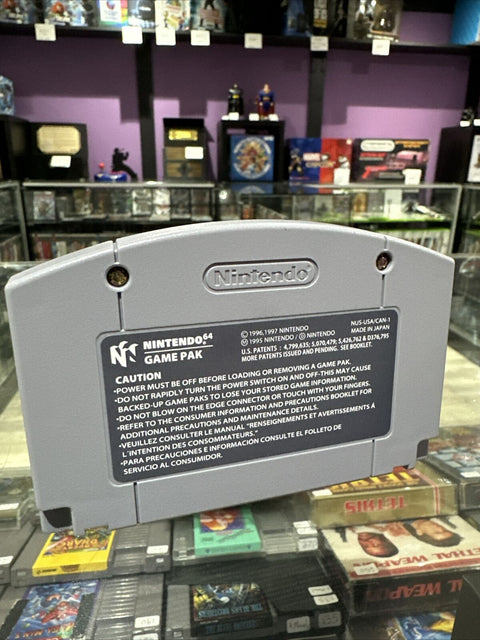 Nintendo
NINTENDO 64
GAME PAK
© 1996,1997 NINTENDO
Ⓜ 1995 NINTENDO / Ⓓ NINTENDO
NUS-USA/CAN-1
MADE IN JAPAN
U.S. PATENTS : 4,799,635; 5,070,479; 5,426,762 & D376,795
MORE PATENTS ISSUED AND PENDING. SEE BOOKLET.
CAUTION
•POWER MUST BE OFF BEFORE LOADING OR REMOVING A GAME PAK.
•DO NOT RAPIDLY TURN THE POWER SWITCH ON AND OFF-THIS MAY CAUSE
BACKED-UP GAME PAKS TO LOSE YOUR STORED GAME INFORMATION.
•DO NOT BLOW ON THE EDGE CONNECTOR OR TOUCH WITH YOUR FINGERS.
•REFER TO THE CONSUMER INFORMATION AND PRECAUTIONS BOOKLET FOR
ADDITIONAL PRECAUTIONS AND MAINTENANCE DETAILS.
•VEUILLEZ CONSULTER LE MANUAL "RENSEIGNEMENTS ET AVERTISSEMENTS Á
L'INTENTION DES CONSOMMATEURS."
•PARA PRECAUCIONES E INFORMACIÓN CONSULTE EL FOLLETO DE
SERVICIO AL CONSUMIDOR.
TETRIS
LETHAL WEAPON